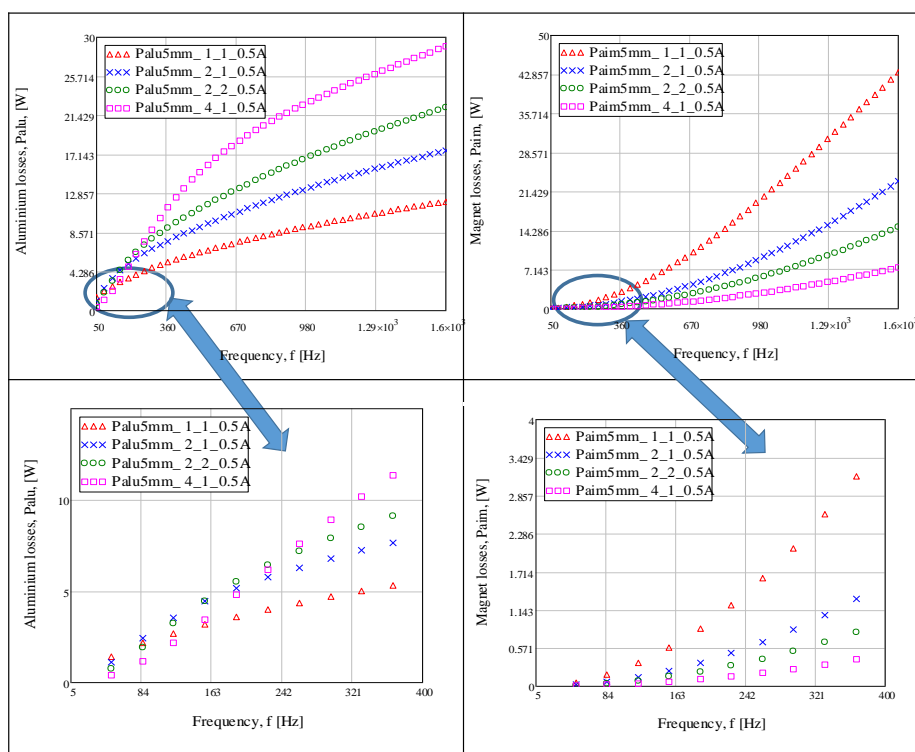 30
25.714
21.429
17.143
12.857
8.571
4.286
0
Aluminium losses, Palu, [W]
Palu5mm_ 1_1_0.5A
Palu5mm_ 2_1_0.5A
Palu5mm_ 2_2_0.5A
Palu5mm_ 4_1_0.5A
50 360 670 980 1.29×10³ 1.6×10³
Frequency, f [Hz]
50
42.857
35.714
28.571
21.429
14.286
7.143
0
Magnet losses, Paim, [W]
Paim5mm_ 1_1_0.5A
Paim5mm_ 2_1_0.5A
Paim5mm_ 2_2_0.5A
Paim5mm_ 4_1_0.5A
50 360 670 980 1.29×10³ 1.6×10³
Frequency, f [Hz]
10
5
0
Aluminium losses, Palu, [W]
Palu5mm_ 1_1_0.5A
Palu5mm_ 2_1_0.5A
Palu5mm_ 2_2_0.5A
Palu5mm_ 4_1_0.5A
5 84 163 242 321 400
Frequency, f [Hz]
4
3.429
2.857
2.286
1.714
1.143
0.571
0
Magnet losses, Paim, [W]
Paim5mm_ 1_1_0.5A
Paim5mm_ 2_1_0.5A
Paim5mm_ 2_2_0.5A
Paim5mm_ 4_1_0.5A
5 84 163 242 321 400
Frequency, f [Hz]